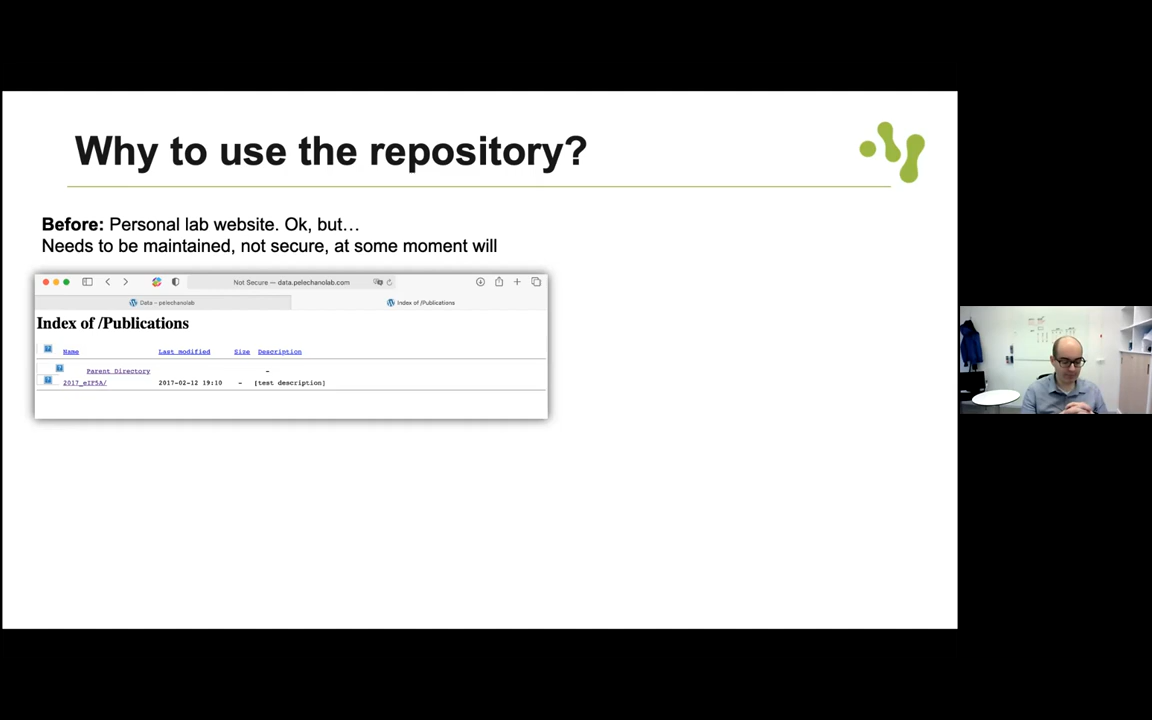 Why to use the repository?
Before: Personal lab website. Ok, but…
Needs to be maintained, not secure, at some moment will
Not Secure — data.pelechanolab.com
Data – pelechanolab
Index of /Publications
Index of /Publications
Name Last modified Size Description
Parent Directory -
2017_eIF5A/ 2017-02-12 19:10 - [test description]